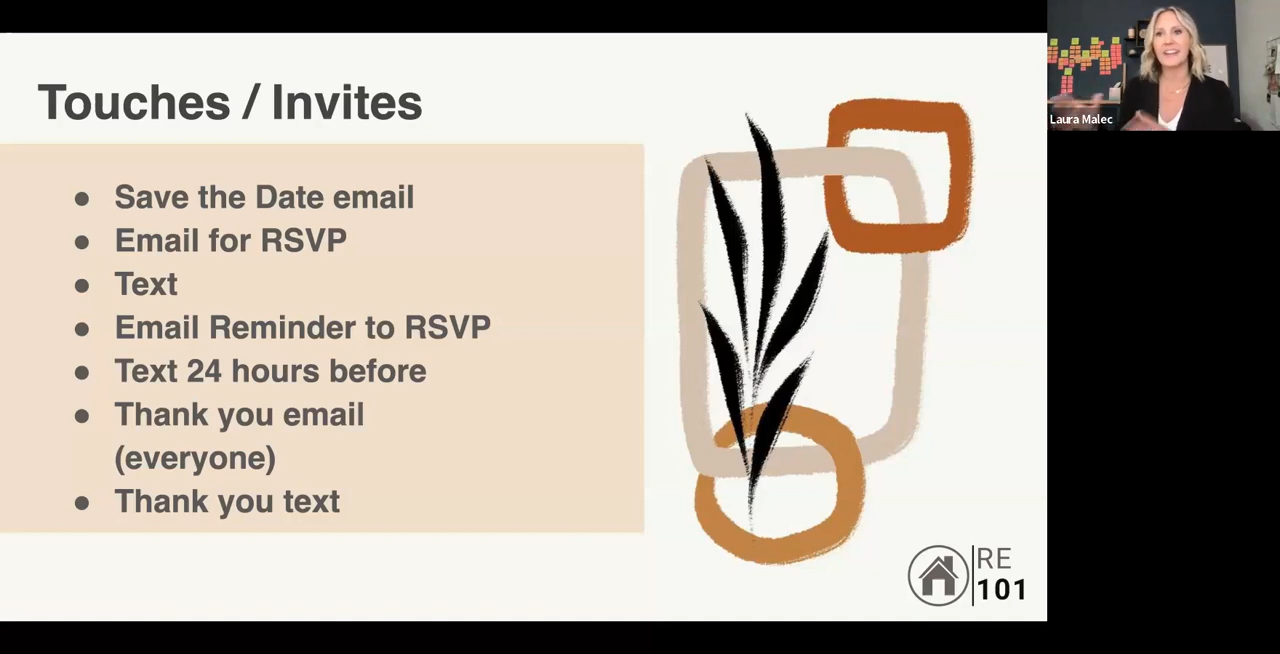 Touches / Invites
● Save the Date email
● Email for RSVP
● Text
● Email Reminder to RSVP
● Text 24 hours before
● Thank you email
(everyone)
● Thank you text
RE
101
Laura Malec